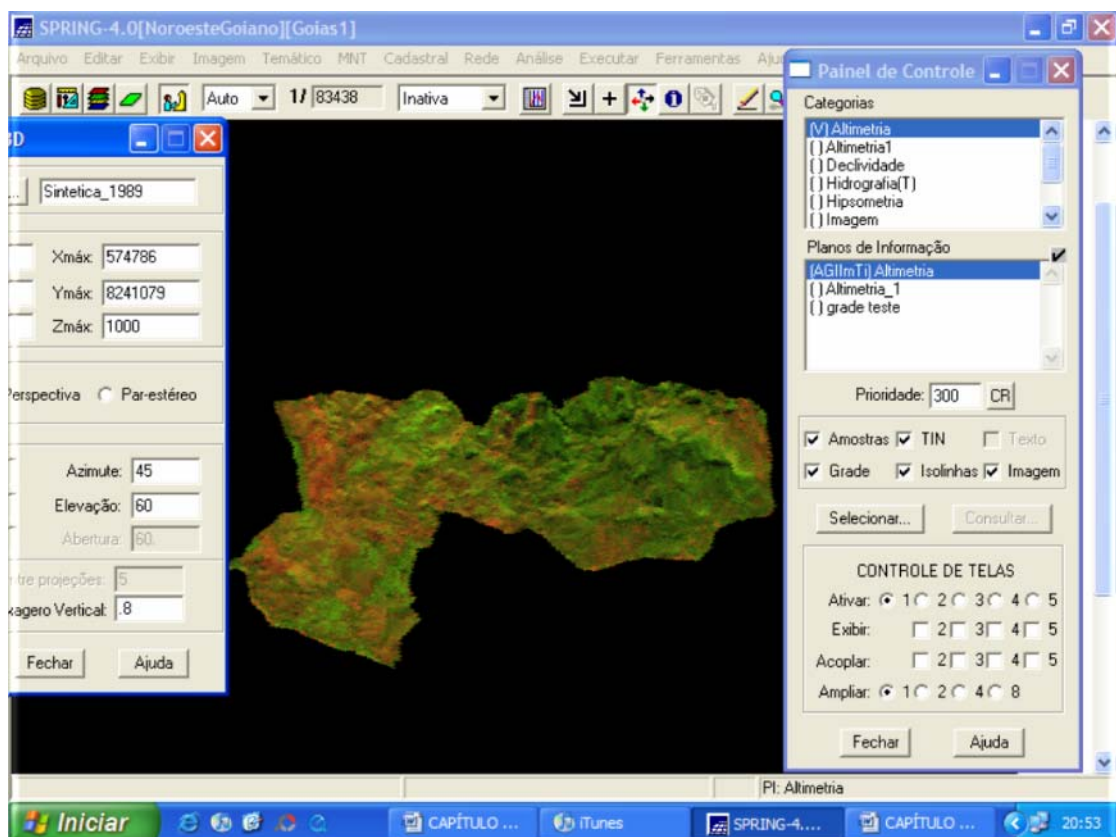 SPRING-4.0[NoroesteGoiano][Goias1]
Arquivo Editar Exibir Imagem Temático MNT Cadastral Rede Análise Executar Ferramentas
Auto 1/ 83438 Inativa
3D
... Sintetica_1989
Xmáx: 574786
Ymáx: 8241079
Zmáx: 1000
Perspectiva Par-estéreo
Azimute: 45
Elevação: 60
Abertura: 60.
projeções: 5
Vertical: .8
Fechar Ajuda
Painel de Controle
Categorias
(V) Altimetria
( ) Altimetria1
( ) Declividade
( ) Hidrografia(T)
( ) Hipsometria
( ) Imagem
Planos de Informação
(AGIImTi) Altimetria
( ) Altimetria_1
( ) grade teste
Prioridade: 300 CR
Amostras TIN Texto
Grade Isolinhas Imagem
Selecionar... Consultar...
CONTROLE DE TELAS
Ativar: 1 2 3 4 5
Exibir: 2 3 4 5
Acoplar: 2 3 4 5
Ampliar: 1 2 4 8
Fechar Ajuda
PI: Altimetria
Iniciar CAPÍTULO ... iTunes SPRING-4.... CAPÍTULO ... 20:53